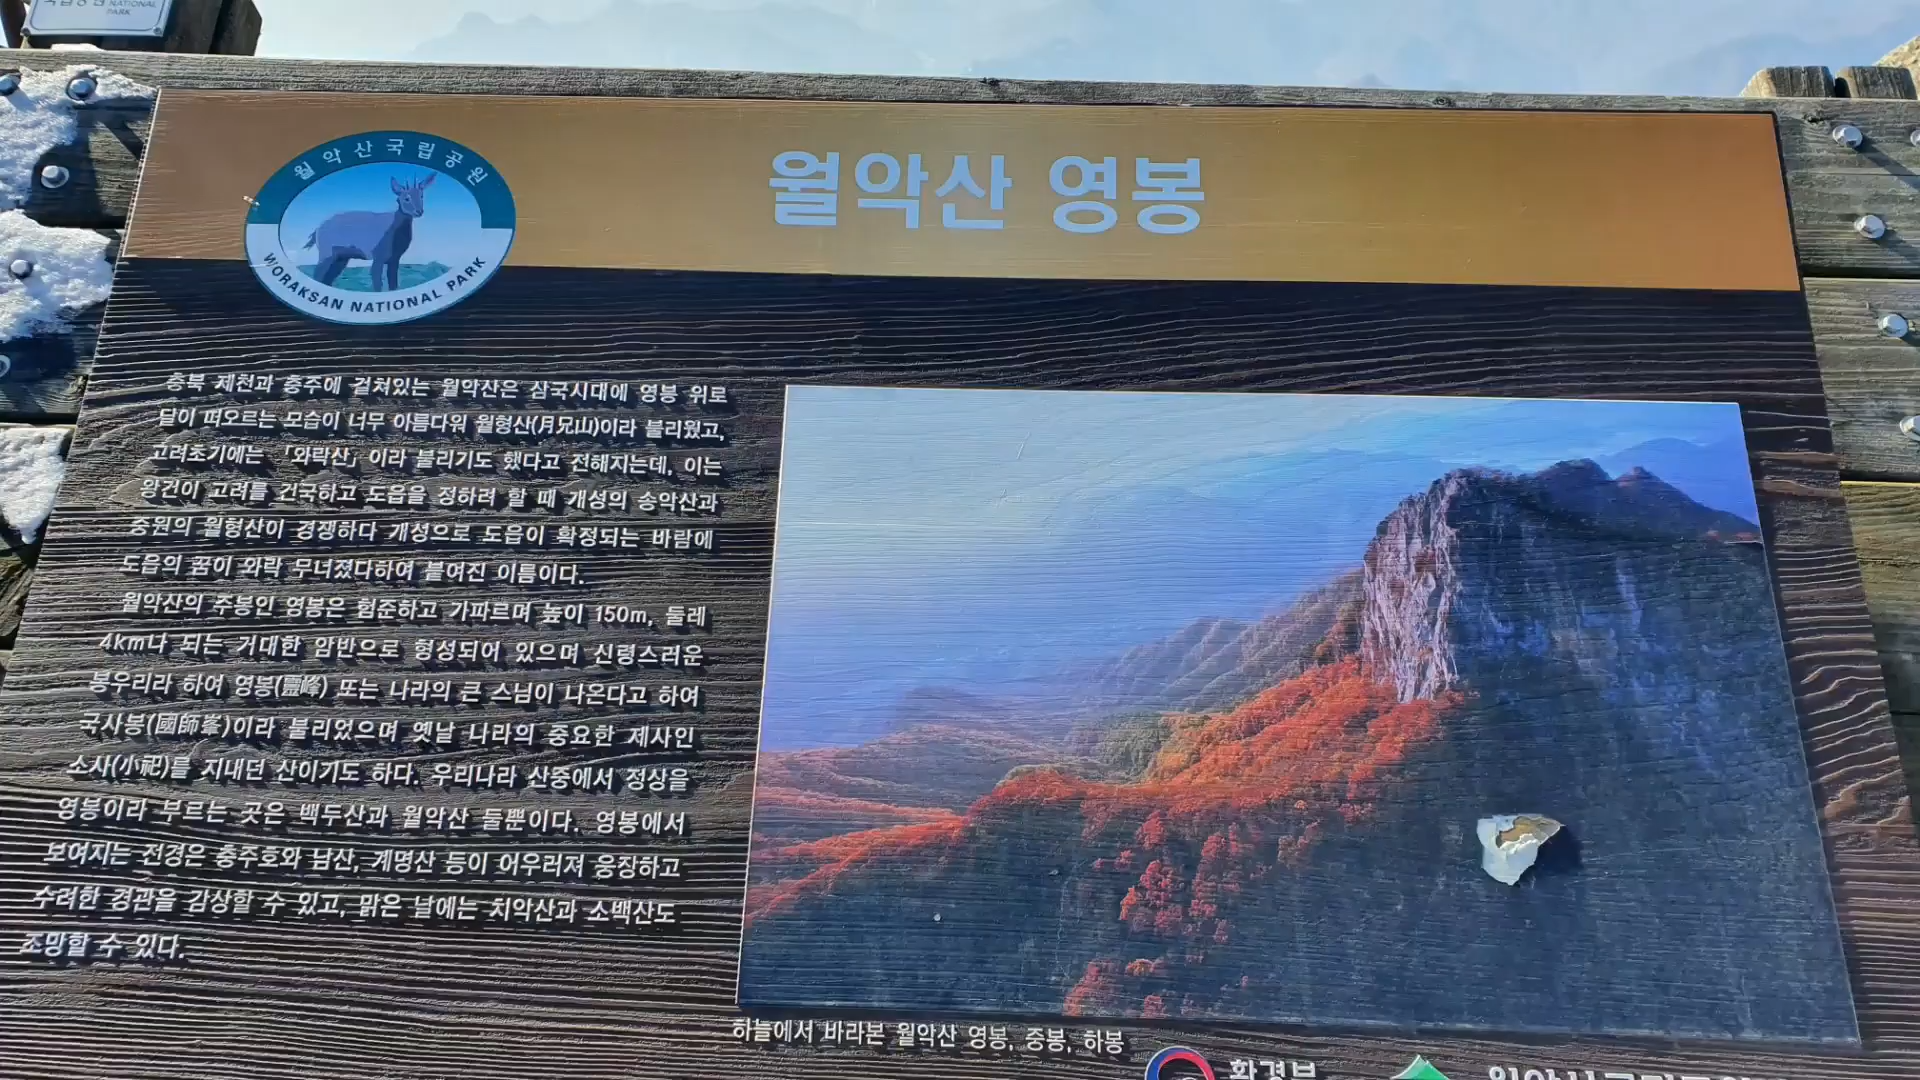 국립공원 NATIONAL
PARK
월악산국립공원
WORAKSAN NATIONAL PARK
월악산 영봉
충북 제천과 충주에 걸쳐있는 월악산은 삼국시대에 영봉 위로
달이 떠오르는 모습이 너무 아름다워 월형산(月兄山)이라 불리웠고,
고려초기에는 「와락산」이라 불리기도 했다고 전해지는데, 이는
왕건이 고려를 건국하고 도읍을 정하려 할 때 개성의 송악산과
중원의 월형산이 경쟁하다 개성으로 도읍이 확정되는 바람에
도읍의 꿈이 와락 무너졌다하여 붙여진 이름이다.
월악산의 주봉인 영봉은 험준하고 가파르며 높이 150m, 둘레
4km나 되는 거대한 암반으로 형성되어 있으며 신령스러운
봉우리라 하여 영봉(靈峰) 또는 나라의 큰 스님이 나온다고 하여
국사봉(國師峯)이라 불리었으며 옛날 나라의 중요한 제사인
소사(小祀)를 지내던 산이기도 하다. 우리나라 산중에서 정상을
영봉이라 부르는 곳은 백두산과 월악산 둘뿐이다. 영봉에서
보여지는 전경은 충주호와 남산, 계명산 등이 어우러져 웅장하고
수려한 경관을 감상할 수 있고, 맑은 날에는 치악산과 소백산도
조망할 수 있다.
하늘에서 바라본 월악산 영봉, 중봉, 하봉
환경부
월악산국립공원